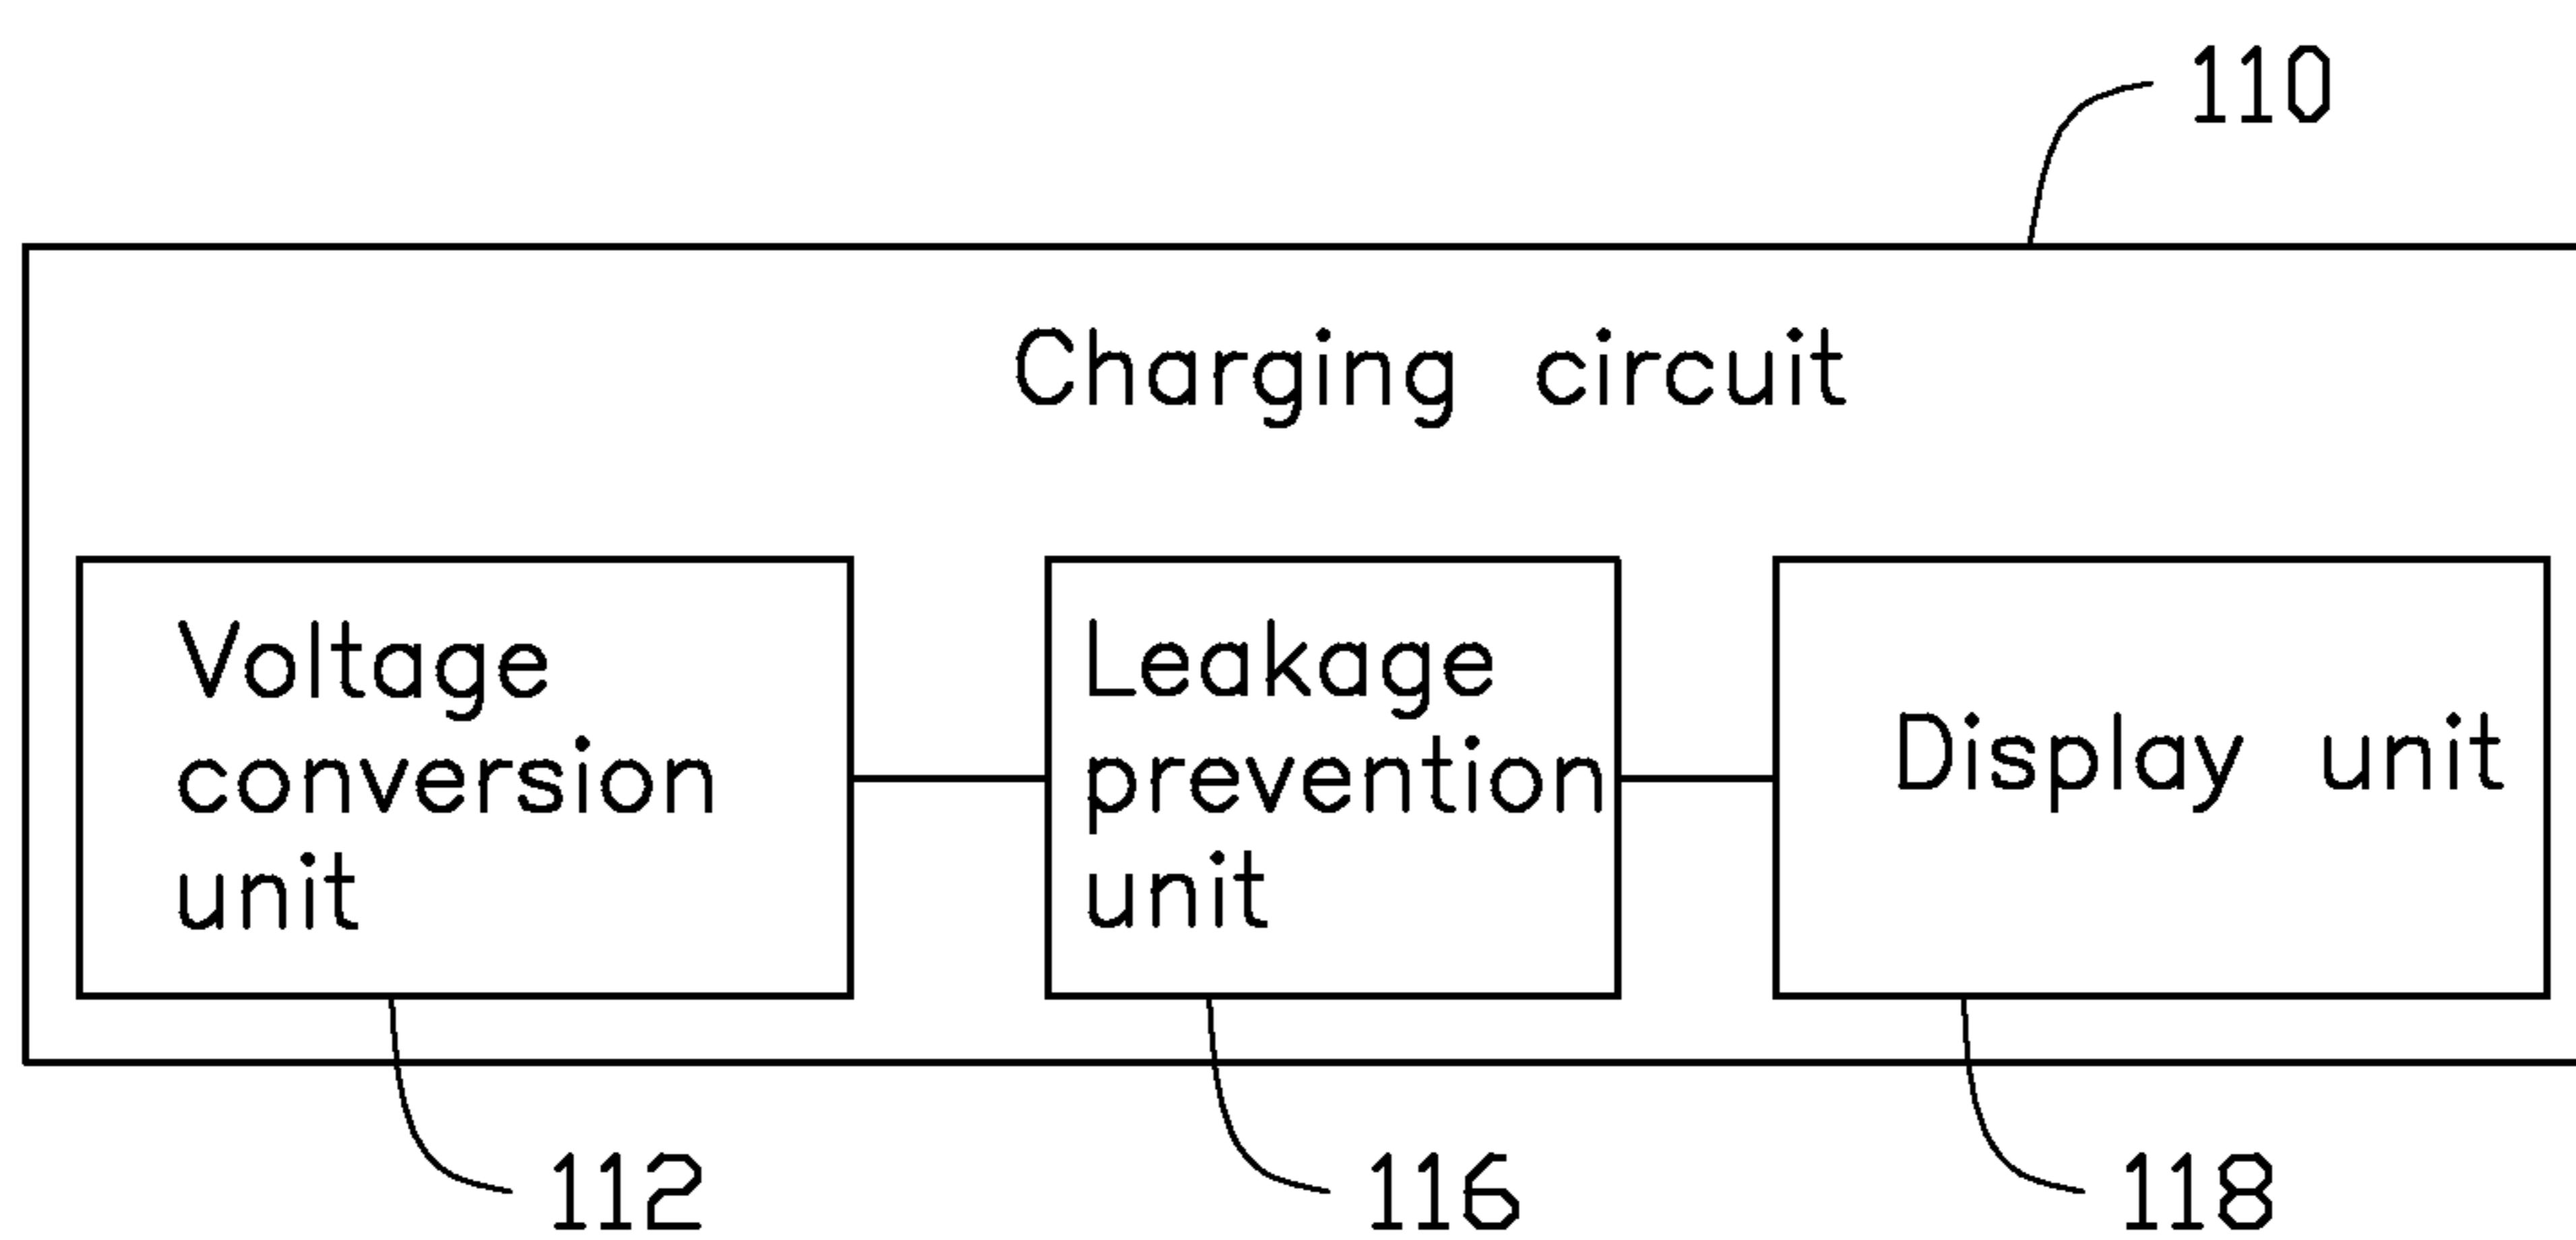 110
Charging circuit
Voltage
conversion
unit
Leakage
prevention
unit
Display unit
112
116
118